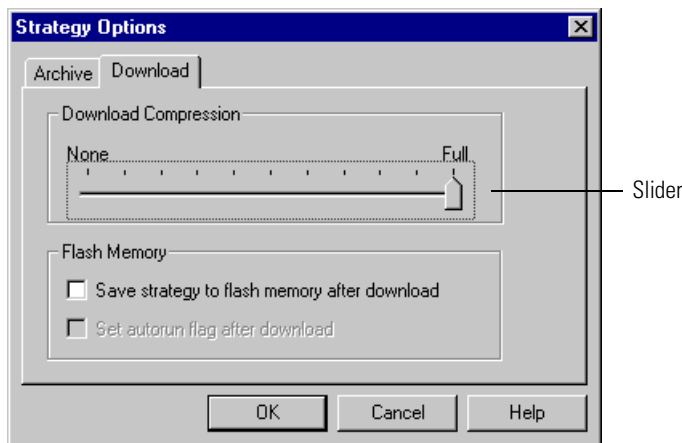 Strategy Options
Archive Download
Download Compression
None Full
Slider
Flash Memory
Save strategy to flash memory after download
Set autorun flag after download
OK Cancel Help